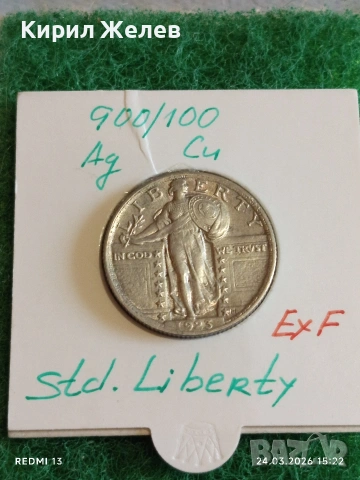 Кирил Желев
900/100
Ag Cu
LIBERTY
IN GOD WE TRUST
1925
ExF
Std. Liberty
REDMI 13
24.03.2026 15:22